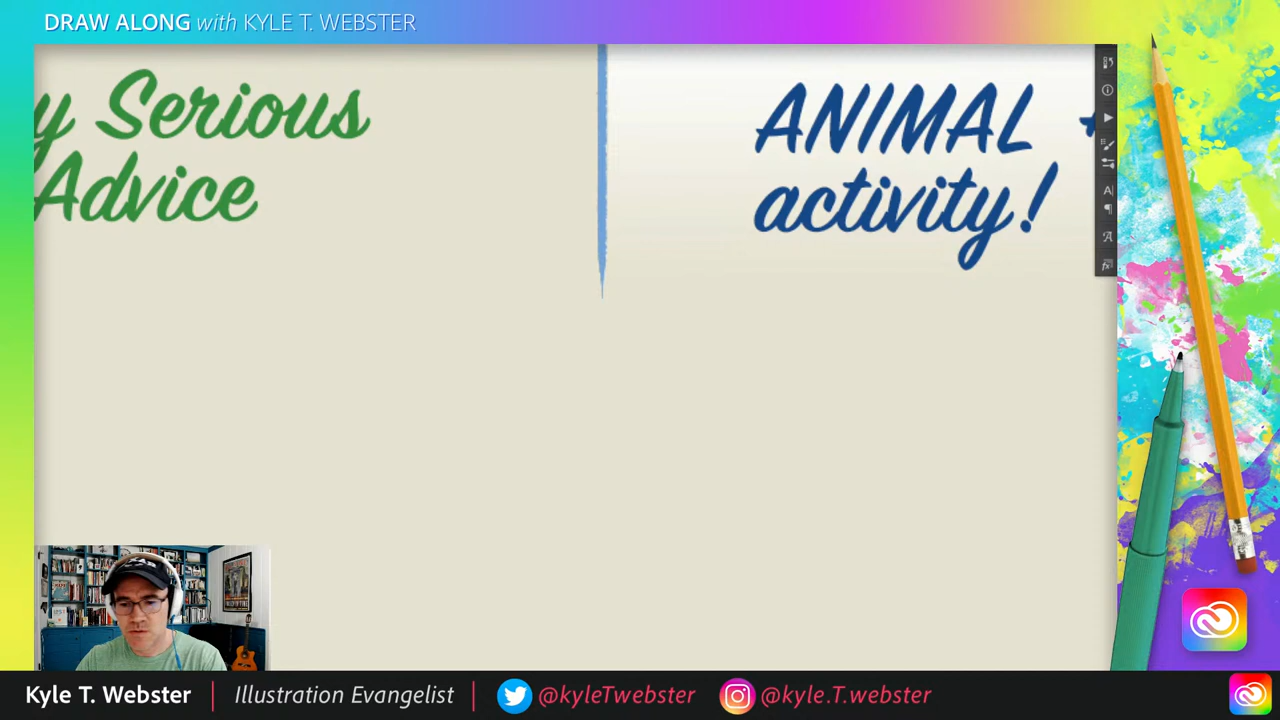 DRAW ALONG with KYLE T. WEBSTER
y Serious
Advice
ANIMAL +
activity!
Kyle T. Webster | Illustration Evangelist | @kyleTwebster @kyle.T.webster